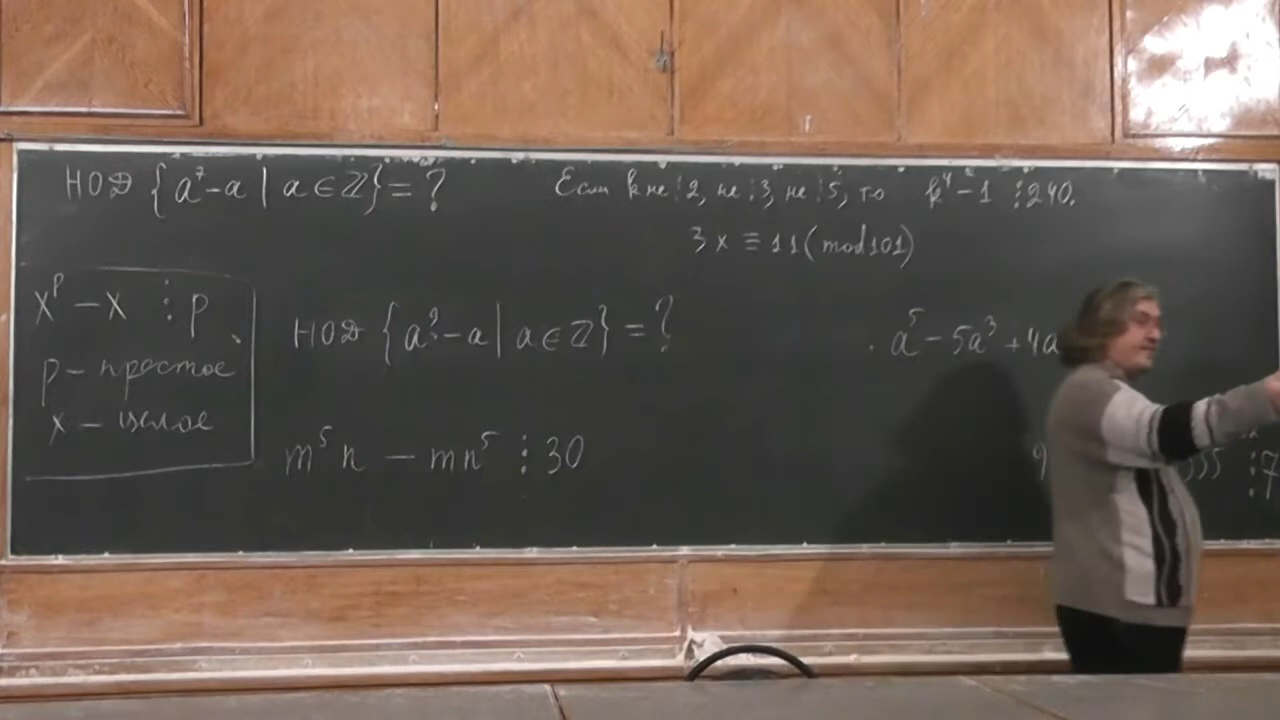 НОД {a⁷-a | a∈ℤ} = ?
Если k не ⋮ 2, не ⋮ 3, не ⋮ 5, то k⁴-1 ⋮ 240.
3x ≡ 11 (mod 101)
xᵖ - x ⋮ p
p - простое
x - целое
НОД {a⁹-a | a∈ℤ} = ?
m⁵n - mn⁵ ⋮ 30
a⁵ - 5a³ + 4a
555 ⋮ 7